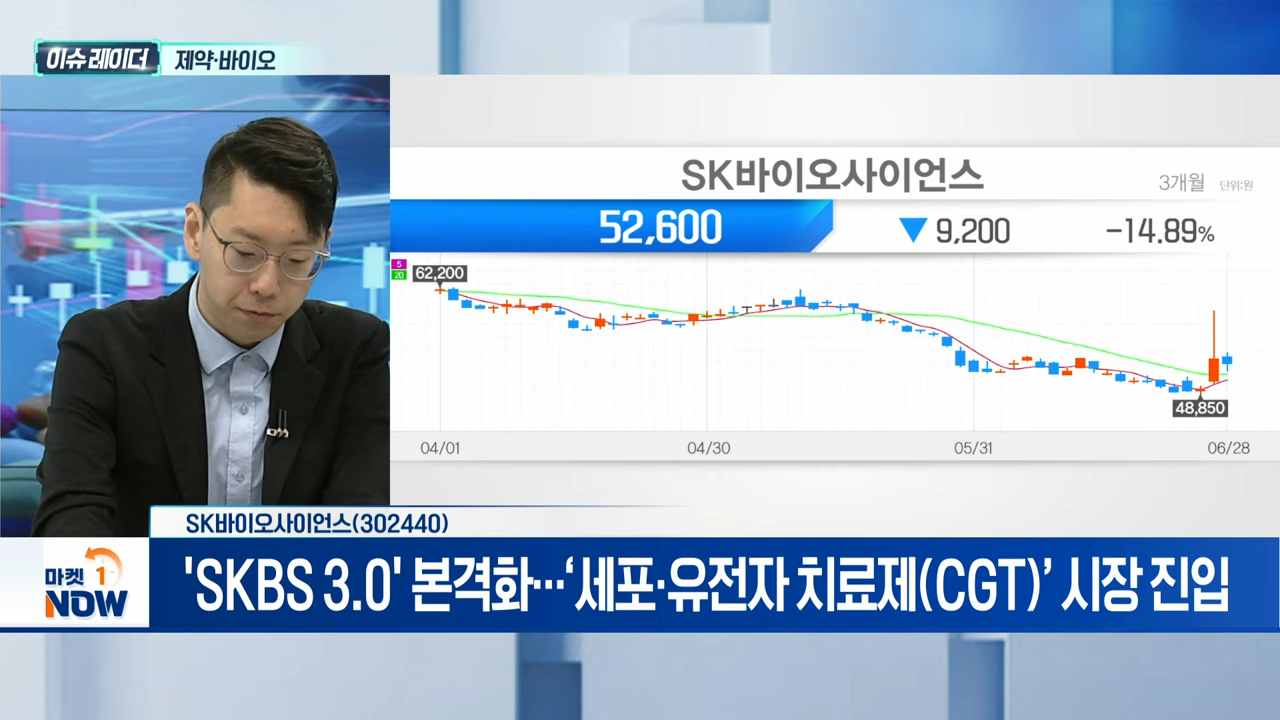 이슈 레이더 제약·바이오
SK바이오사이언스
3개월 단위:원
52,600 ▼ 9,200 -14.89%
5
20
62,200
48,850
04/01 04/30 05/31 06/28
SK바이오사이언스(302440)
마켓 1
NOW
'SKBS 3.0' 본격화…‘세포·유전자 치료제(CGT)’ 시장 진입